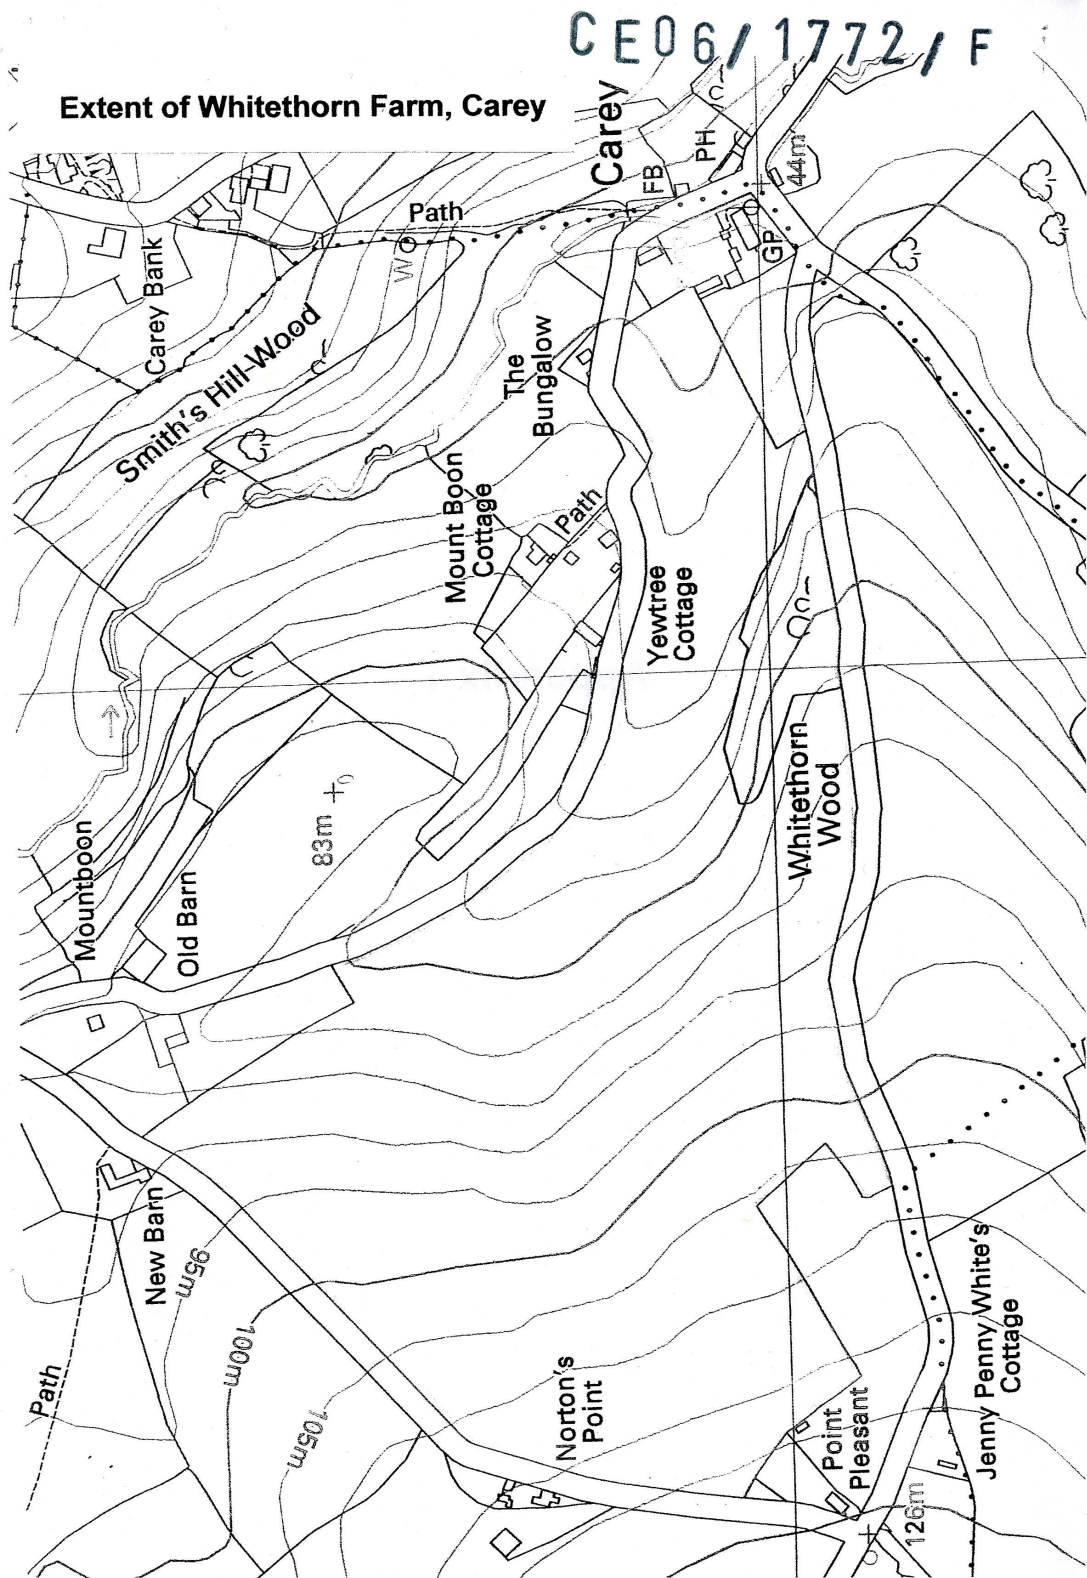 CE06/1772/F
Extent of Whitethorn Farm, Carey
Carey
PH
44m
FB
Path
GP
W
Carey Bank
Smith's Hill-Wood
The
Bungalow
Mount Boon
Cottage
Path
Yewtree
Cottage
Whitethorn
Wood
83m
Mountboon
Old Barn
New Barn
Path
95m
100m
105m
Norton's
Point
Point
Pleasant
Jenny Penny White's
Cottage
126m